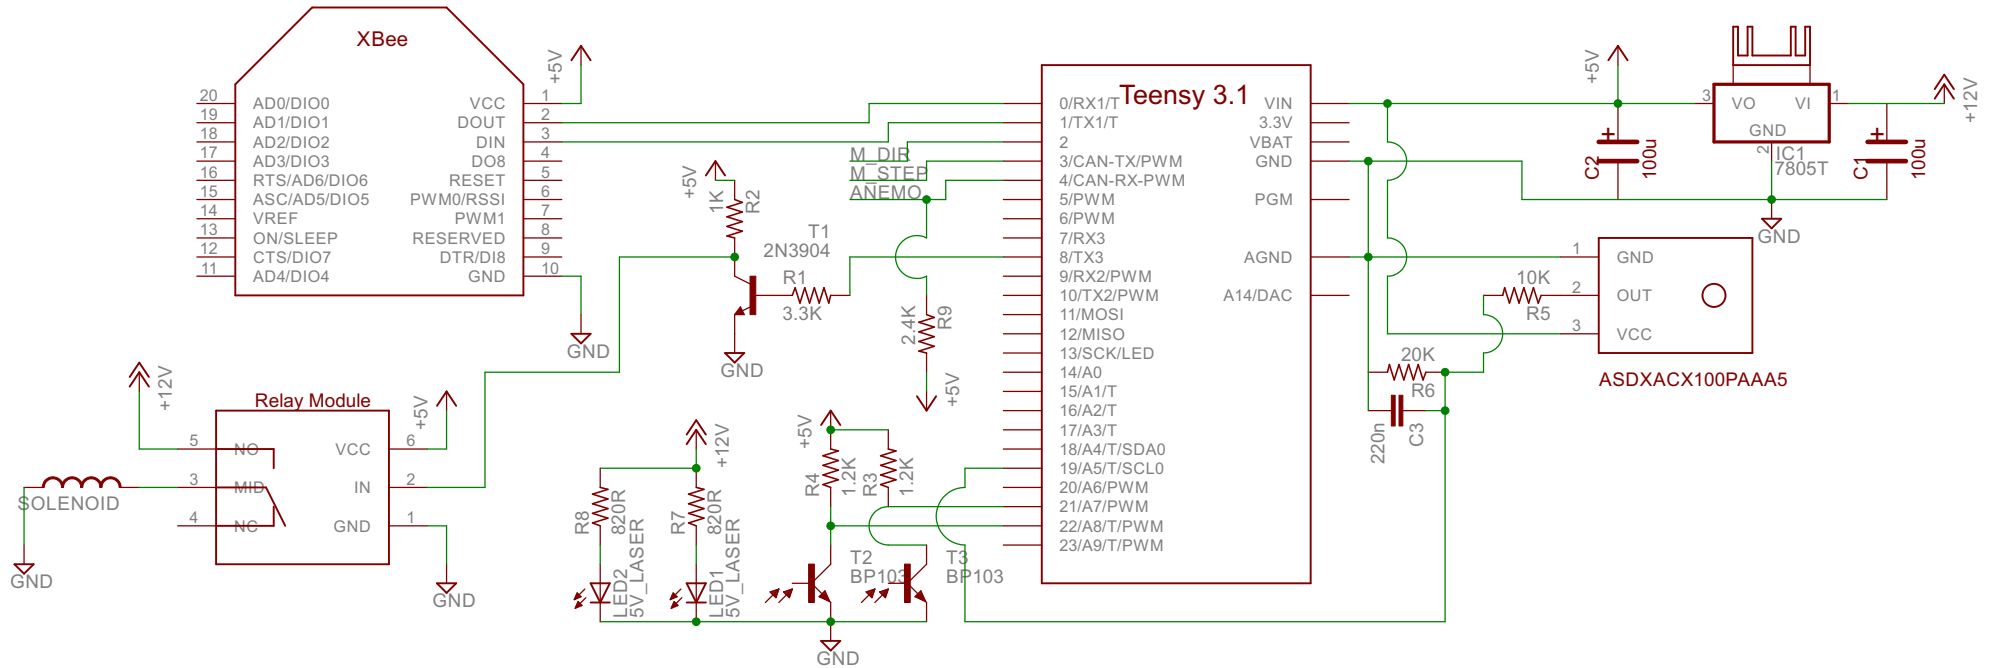 XBee
+5V
20 AD0/DIO0 VCC 1
19 AD1/DIO1 DOUT 2
18 AD2/DIO2 DIN 3
17 AD3/DIO3 DO8 4
16 RTS/AD6/DIO6 RESET 5
15 ASC/AD5/DIO5 PWM0/RSSI 6
14 VREF PWM1 7
13 ON/SLEEP RESERVED 8
12 CTS/DIO7 DTR/DI8 9
11 AD4/DIO4 GND 10
GND
M_DIR
M_STEP
ANEMO
+5V
1K
R2
T1
2N3904
R1
3.3K
GND
2.4K
R9
+5V
Teensy 3.1
0/RX1/T VIN
1/TX1/T 3.3V
2 VBAT
3/CAN-TX/PWM GND
4/CAN-RX-PWM
5/PWM PGM
6/PWM
7/RX3
8/TX3 AGND
9/RX2/PWM
10/TX2/PWM A14/DAC
11/MOSI
12/MISO
13/SCK/LED
14/A0
15/A1/T
16/A2/T
17/A3/T
18/A4/T/SDA0
19/A5/T/SCL0
20/A6/PWM
21/A7/PWM
22/A8/T/PWM
23/A9/T/PWM
+5V
3 VO VI 1
GND
2
IC1
7805T
+12V
C2
100u
C1
100u
GND
1 GND
2 OUT
3 VCC
10K
R5
ASDXACX100PAAA5
20K
R6
220n
C3
+12V
Relay Module
+5V
5 NO VCC 6
3 MID IN 2
4 NC GND 1
SOLENOID
GND
GND
+12V
R8
820R
R7
820R
LED2
5V_LASER
LED1
5V_LASER
+5V
R4
1.2K
R3
1.2K
T2
BP103
T3
BP103
GND